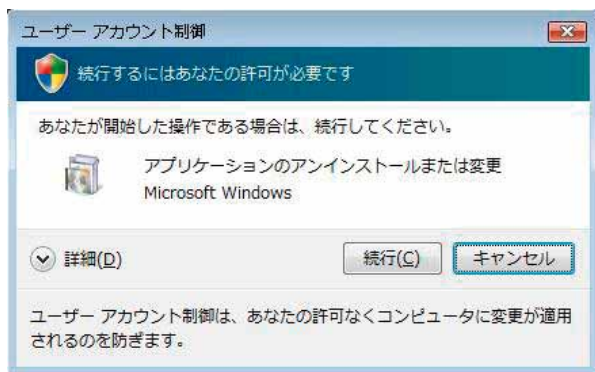 ユーザー アカウント制御
続行するにはあなたの許可が必要です
あなたが開始した操作である場合は、続行してください。
アプリケーションのアンインストールまたは変更
Microsoft Windows
詳細(D)
続行(C)
キャンセル
ユーザー アカウント制御は、あなたの許可なくコンピュータに変更が適用
されるのを防ぎます。